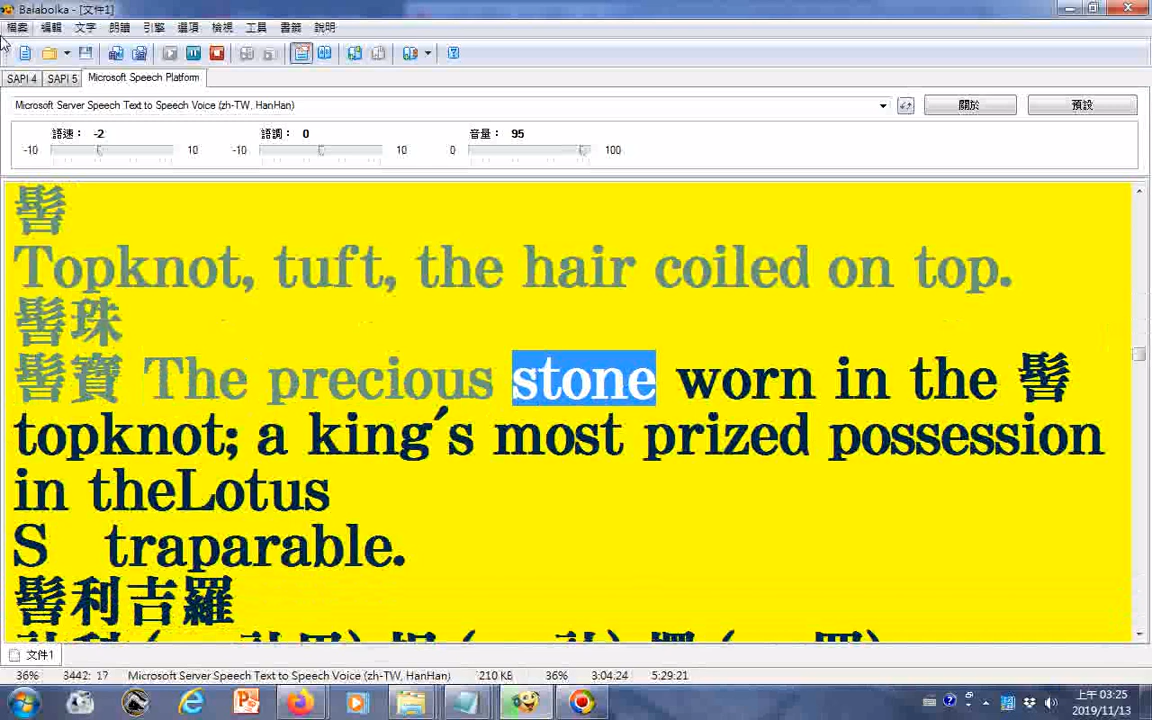 Balabolka - [文件1]
檔案 編輯 文字 朗讀 引擎 選項 檢視 工具 書籤 說明
SAPI 4 SAPI 5 Microsoft Speech Platform
Microsoft Server Speech Text to Speech Voice (zh-TW, HanHan) 關於 預設
語速： -2 語調： 0 音量： 95
-10 10 -10 10 0 100
髻
Topknot, tuft, the hair coiled on top.
髻珠
髻寶 The precious stone worn in the 髻
topknot; a king's most prized possession
in theLotus
S traparable.
髻利吉羅
文件1
36% 3442: 17 Microsoft Server Speech Text to Speech Voice (zh-TW, HanHan) 210 KB 36% 3:04.24 5:29:21
上午 03:25
2019/11/13